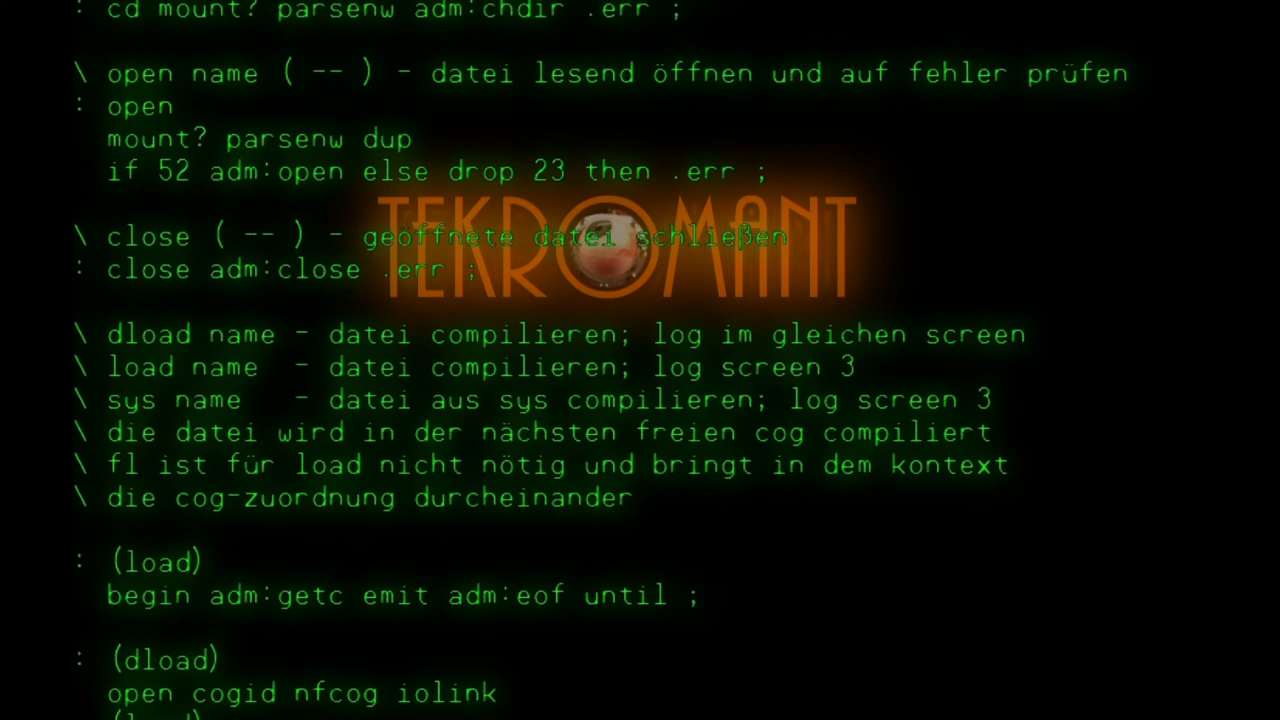 : cd mount? parsenw adm:chdir .err ;
\ open name ( -- ) - datei lesend öffnen und auf fehler prüfen
: open
mount? parsenw dup
if 52 adm:open else drop 23 then .err ;
TEKROMANT
\ close ( -- ) - geöffnete datei schließen
: close adm:close .err ;
\ dload name - datei compilieren; log im gleichen screen
\ load name  - datei compilieren; log screen 3
\ sys name   - datei aus sys compilieren; log screen 3
\ die datei wird in der nächsten freien cog compiliert
\ fl ist für load nicht nötig und bringt in dem kontext
\ die cog-zuordnung durcheinander
: (load)
begin adm:getc emit adm:eof until ;
: (dload)
open cogid nfcog iolink
(load)